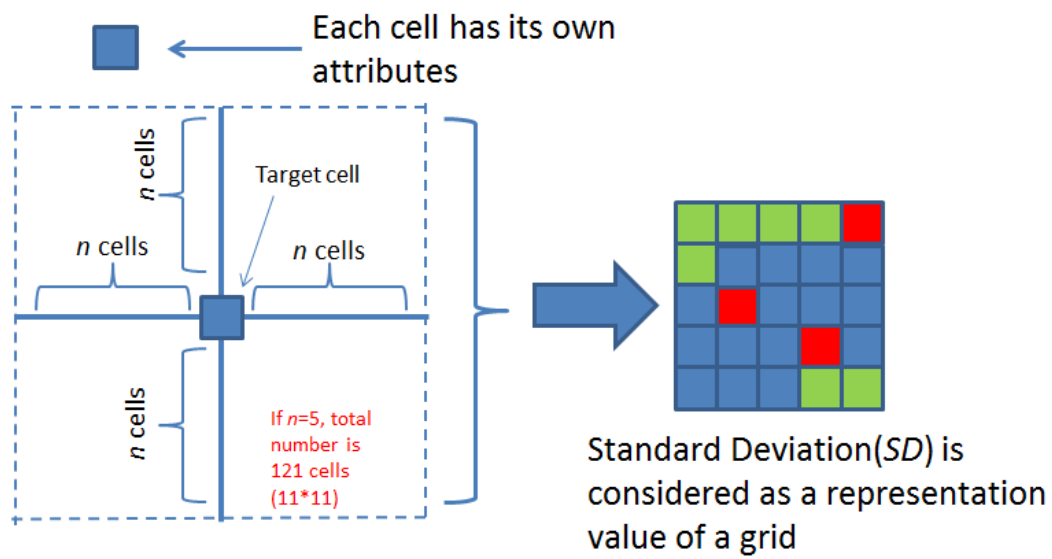 Each cell has its own
attributes
n cells
Target cell
n cells
n cells
n cells
If n=5, total
number is
121 cells
(11*11)
Standard Deviation(SD) is
considered as a representation
value of a grid